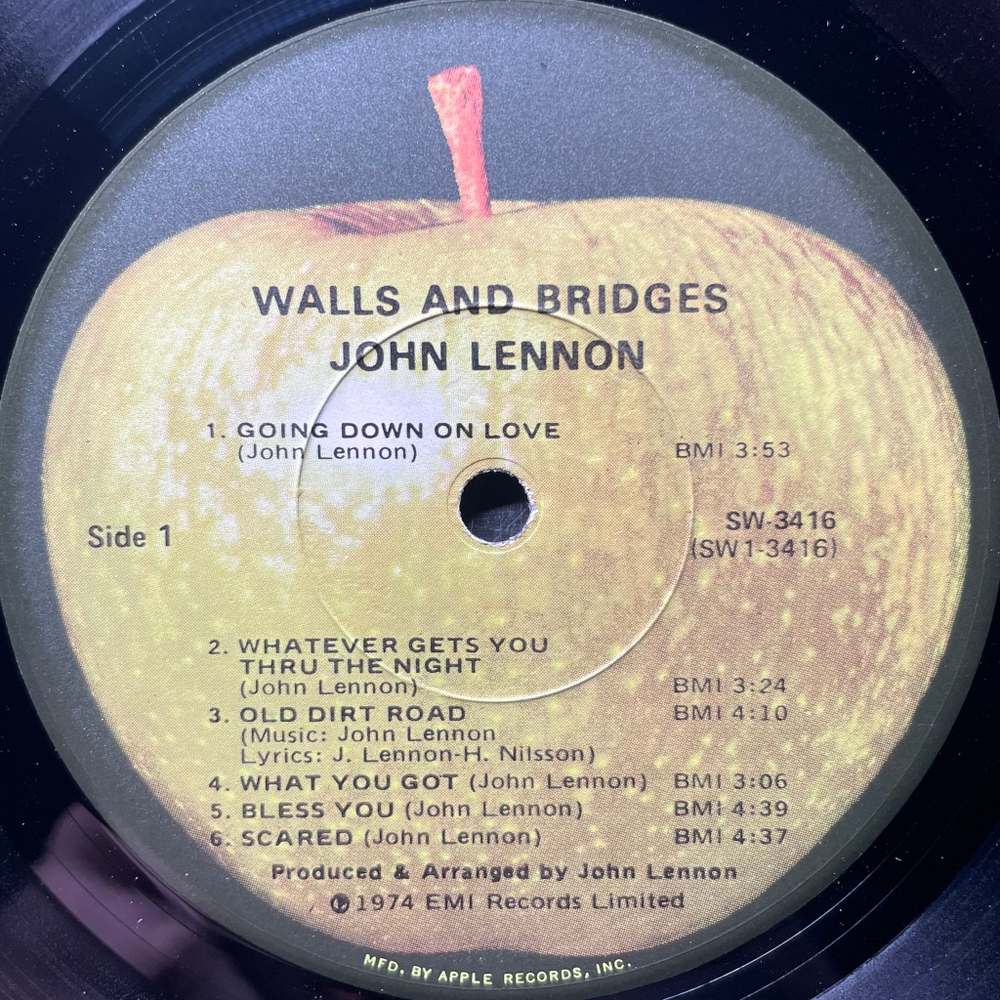 WALLS AND BRIDGES
JOHN LENNON
1. GOING DOWN ON LOVE
(John Lennon) BMI 3:53
Side 1
SW-3416
(SW1-3416)
2. WHATEVER GETS YOU
THRU THE NIGHT
(John Lennon) BMI 3:24
3. OLD DIRT ROAD BMI 4:10
(Music: John Lennon
Lyrics: J. Lennon-H. Nilsson)
4. WHAT YOU GOT (John Lennon) BMI 3:06
5. BLESS YOU (John Lennon) BMI 4:39
6. SCARED (John Lennon) BMI 4:37
Produced & Arranged by John Lennon
℗1974 EMI Records Limited
MFD. BY APPLE RECORDS, INC.